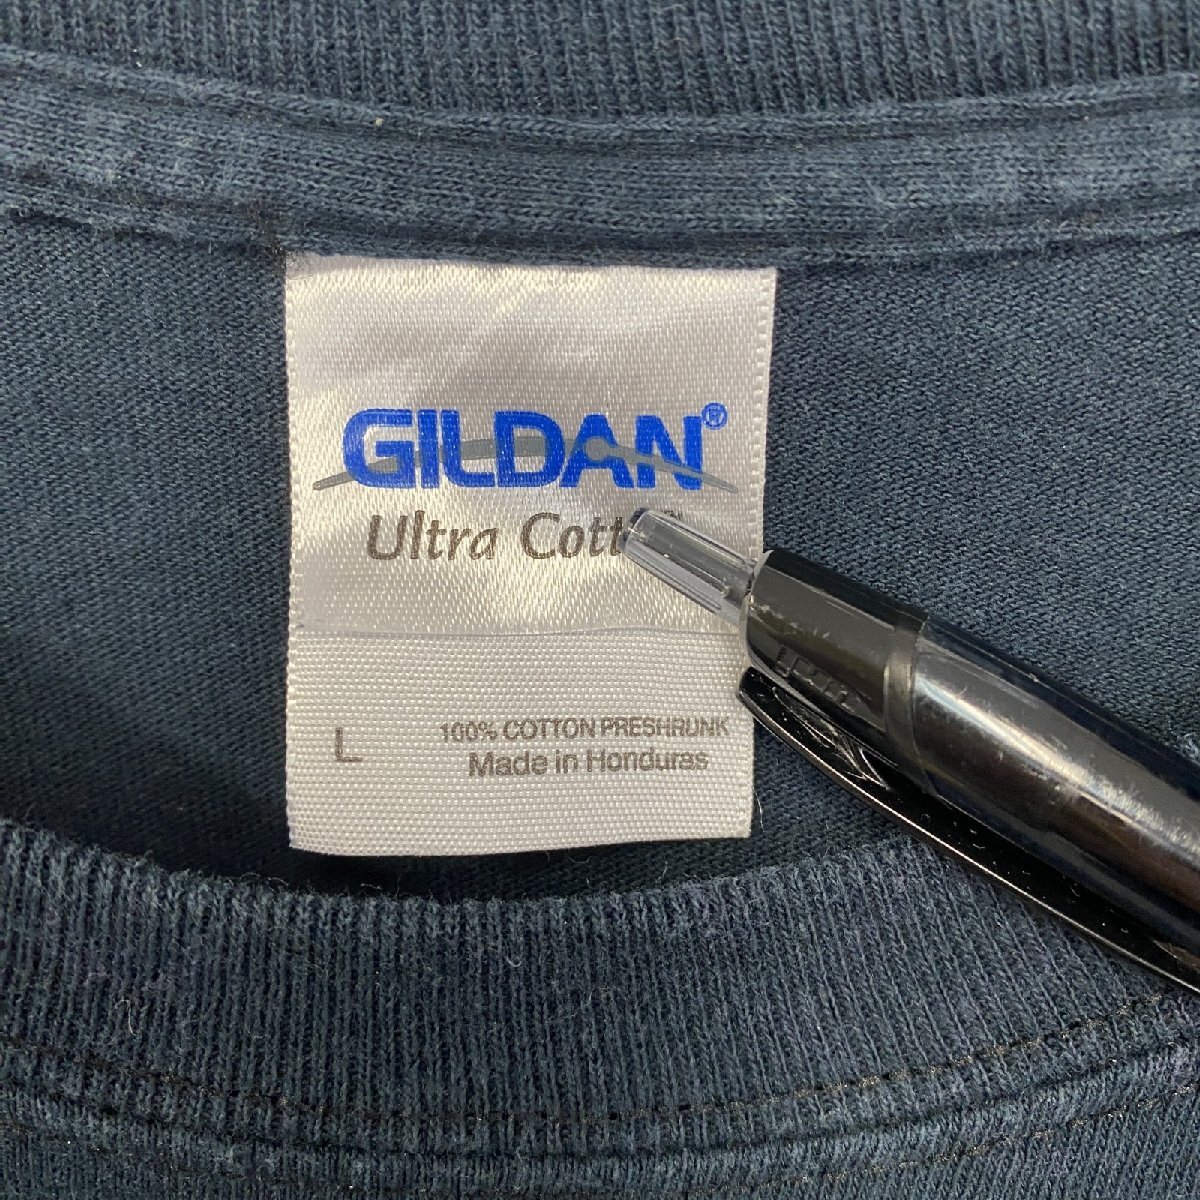 GILDAN®
Ultra Cott
L
100% COTTON PRESHRUNK
Made in Honduras